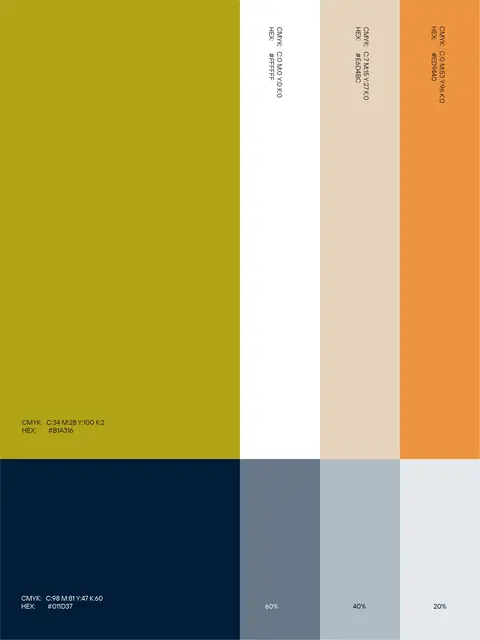 CMYK: C:0 M:0 Y:0 K:0
HEX: #FFFFFF
CMYK: C:7 M:15 Y:27 K:0
HEX: #E6D4BC
CMYK: C:0 M:53 Y:96 K:0
HEX: #ED9440
CMYK: C:34 M:28 Y:100 K:2
HEX: #B1A316
CMYK: C:98 M:81 Y:47 K:60
HEX: #011D37
60%
40%
20%